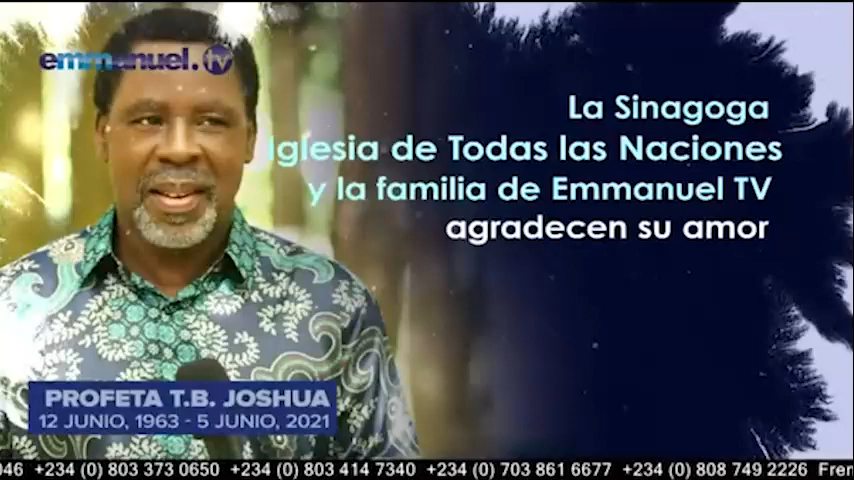 emmanuel.tv
La Sinagoga
Iglesia de Todas las Naciones
y la familia de Emmanuel TV
agradecen su amor
PROFETA T.B. JOSHUA
12 JUNIO, 1963 - 5 JUNIO, 2021
046 +234 (0) 803 373 0650 +234 (0) 803 414 7340 +234 (0) 703 861 6677 +234 (0) 808 749 2226 Fren